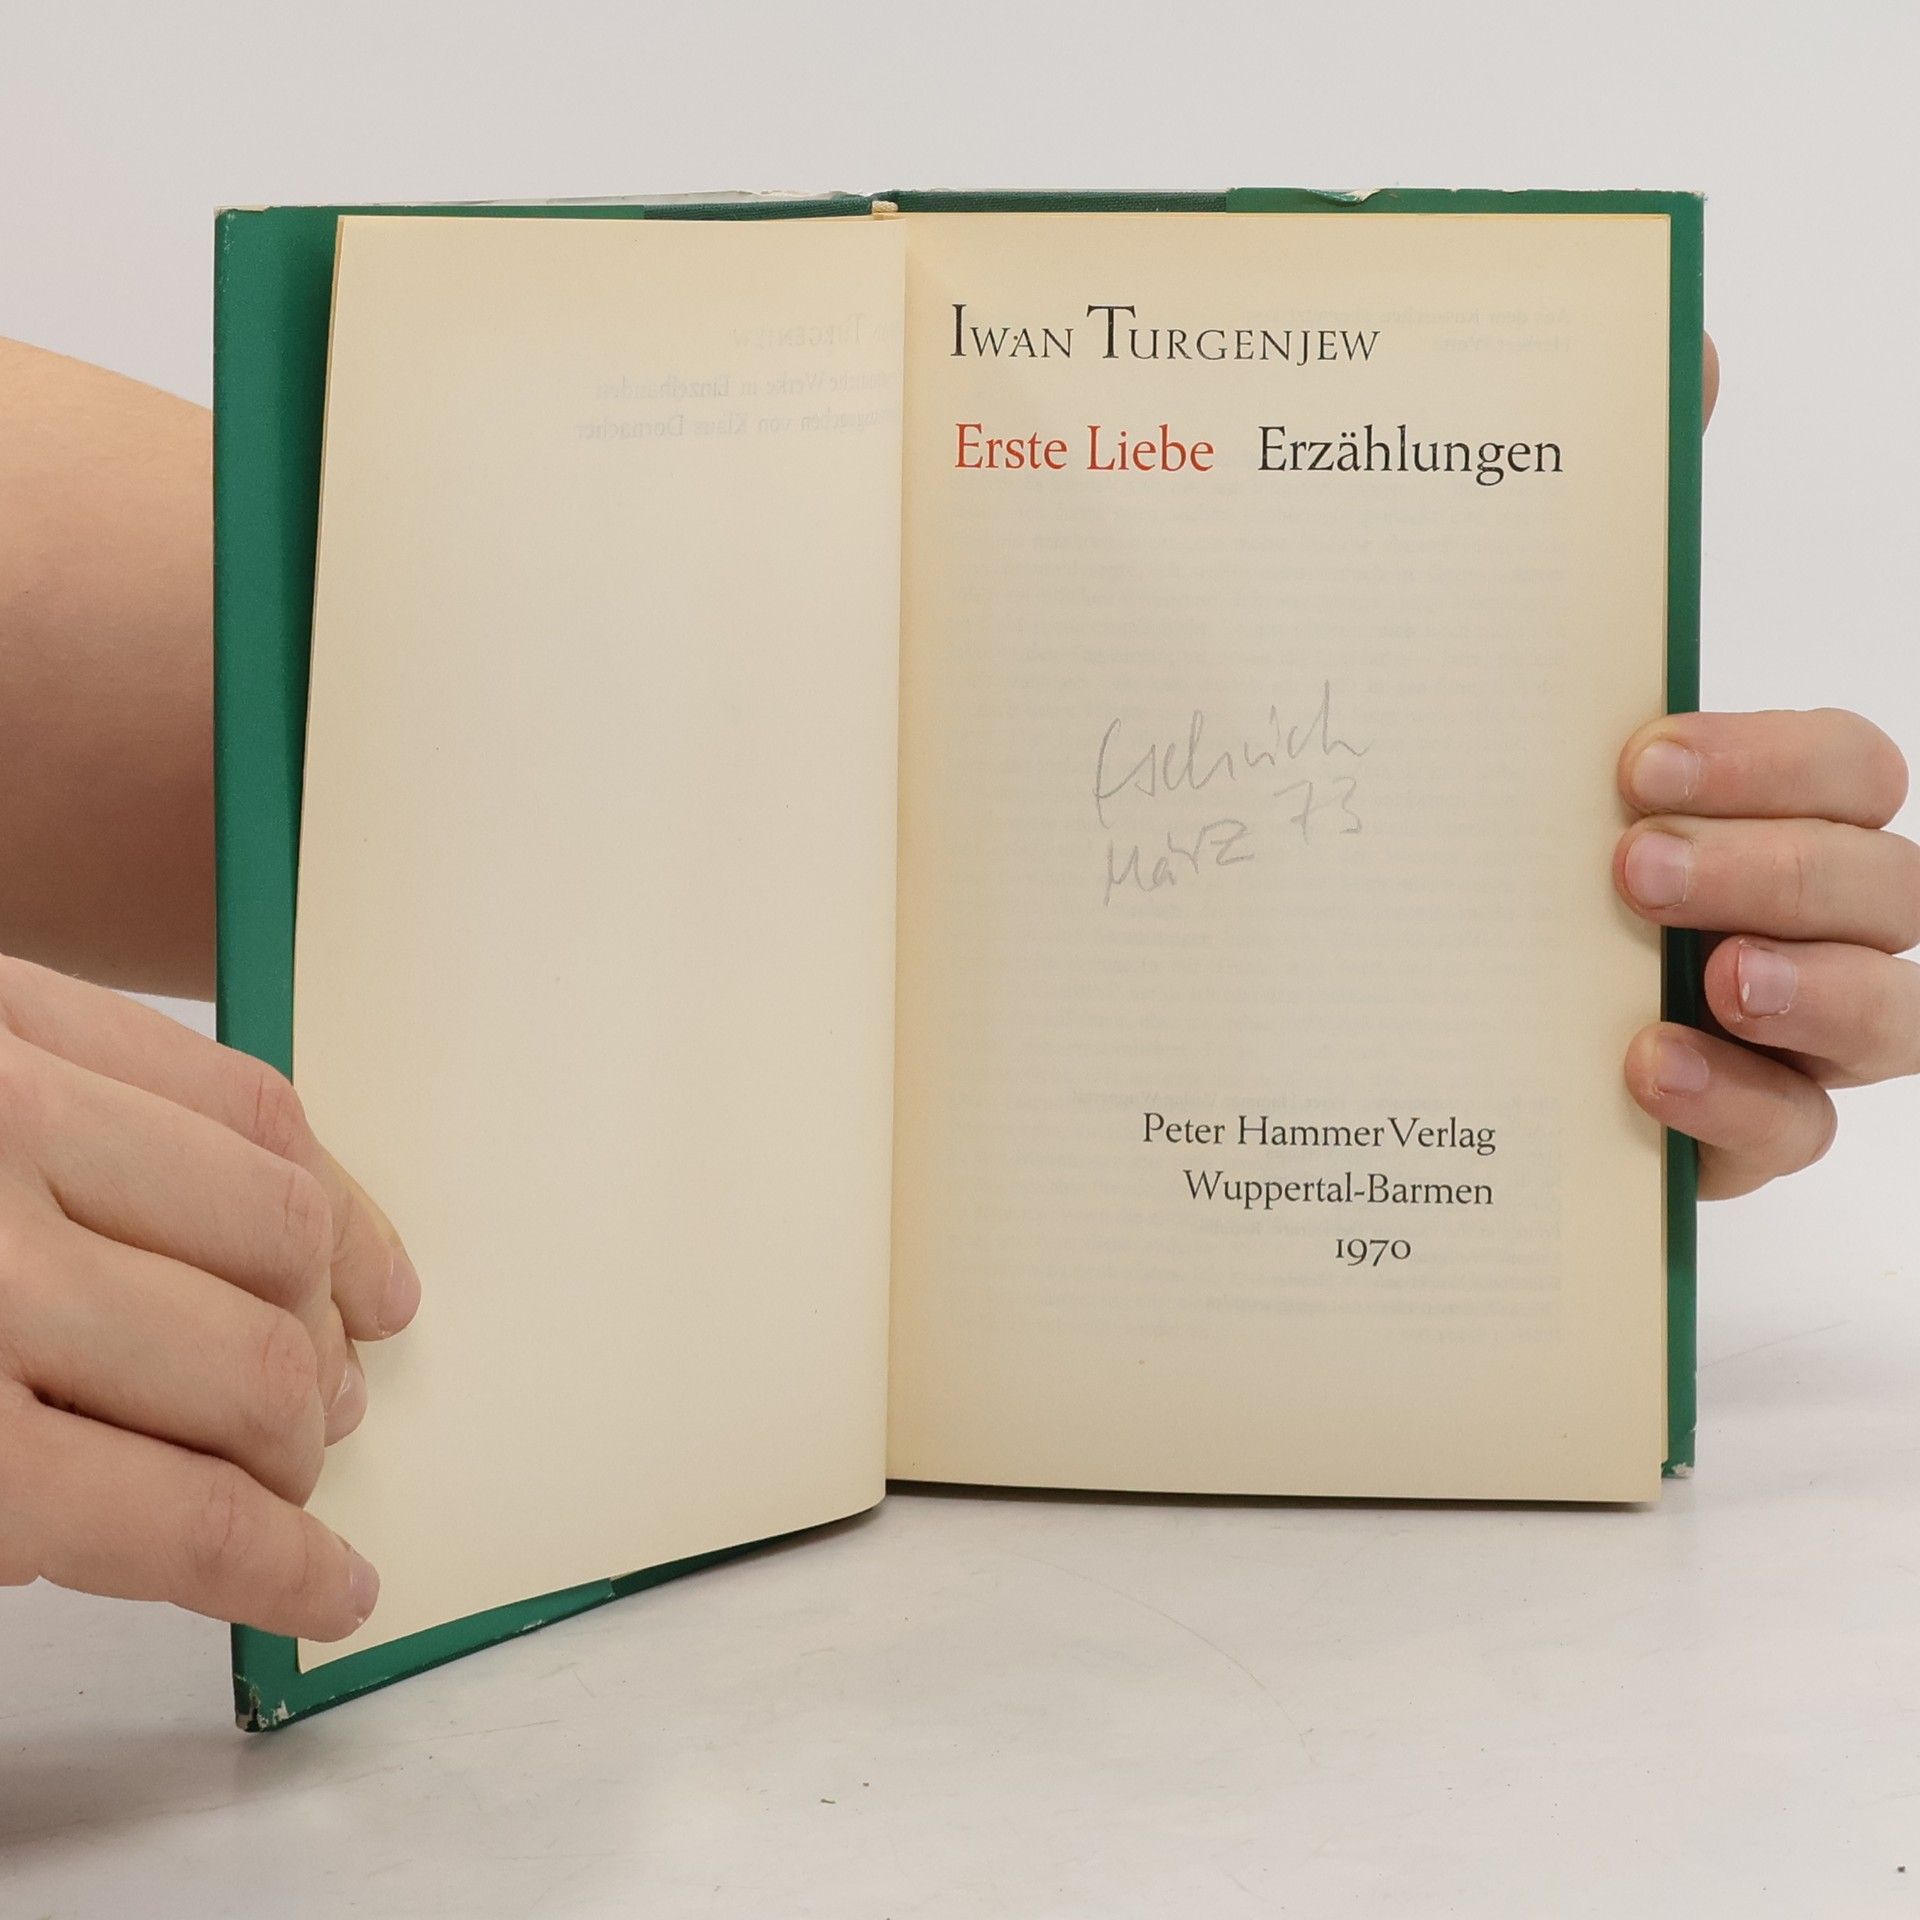 Iwan Turgenjew
Erste Liebe Erzählungen
März 73
Peter Hammer Verlag
Wuppertal-Barmen
1970